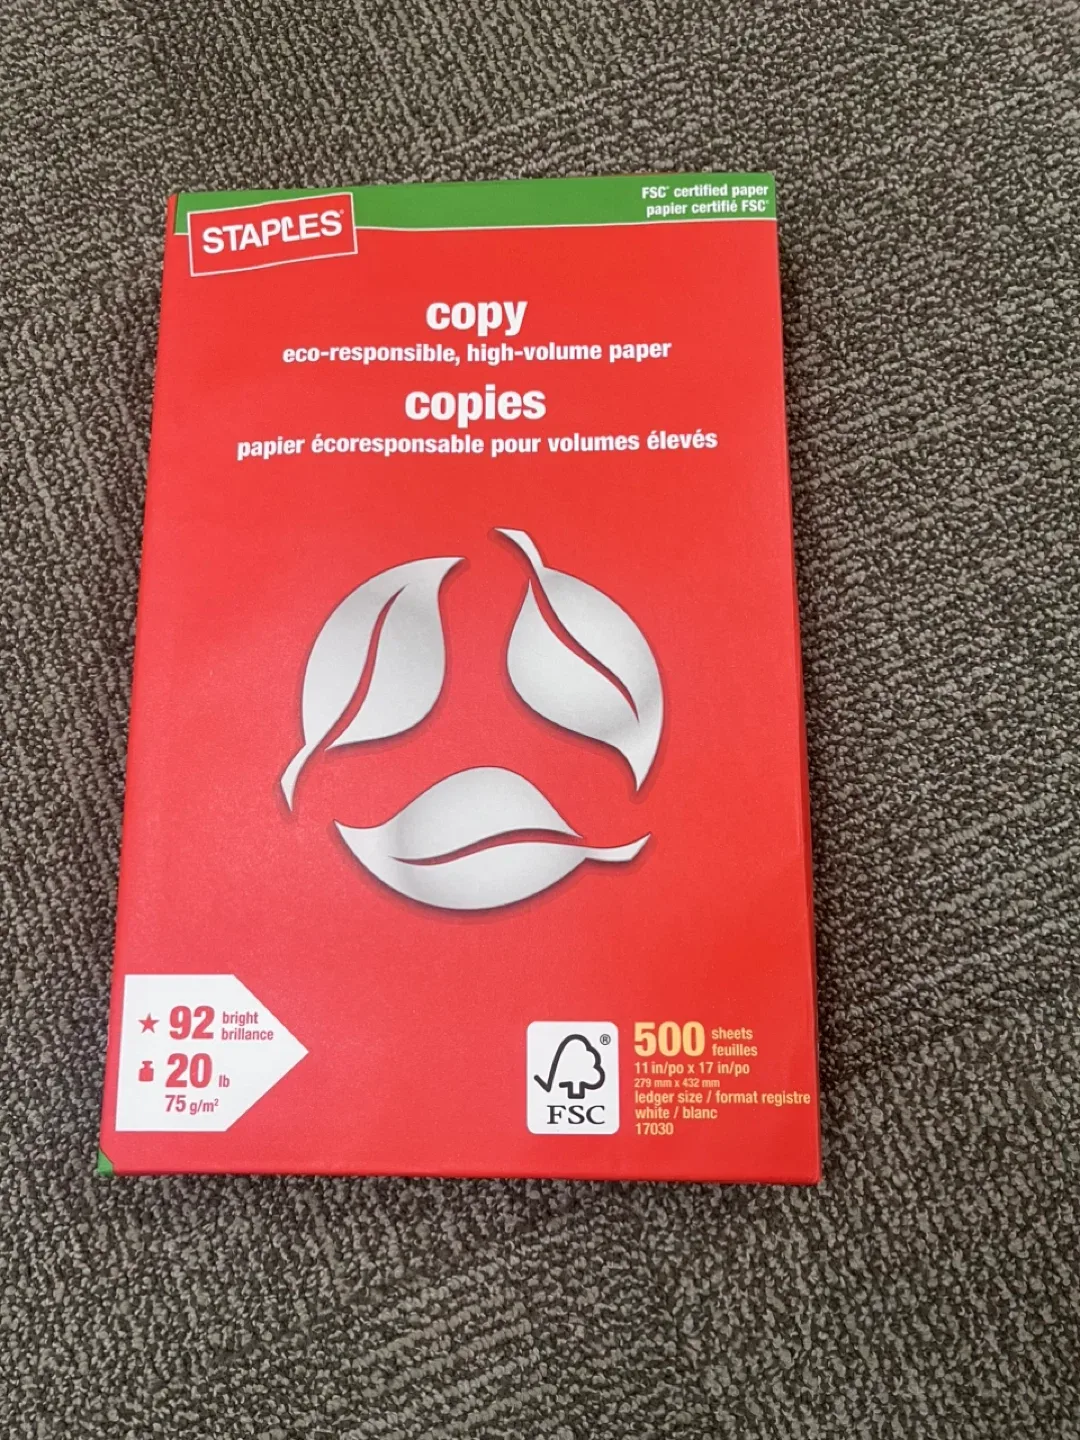 STAPLES®
FSC® certified paper
papier certifié FSC®
copy
eco-responsible, high-volume paper
copies
papier écoresponsable pour volumes élevés
92 bright
brillance
20 lb
75 g/m²
®
FSC
500 sheets
feuilles
11 in/po x 17 in/po
279 mm x 432 mm
ledger size / format registre
white / blanc
17030